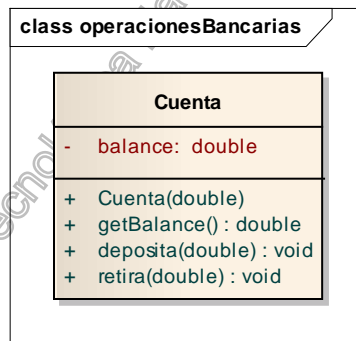 class operacionesBancarias
Cuenta
- balance: double
+ Cuenta(double)
+ getBalance() : double
+ deposita(double) : void
+ retira(double) : void